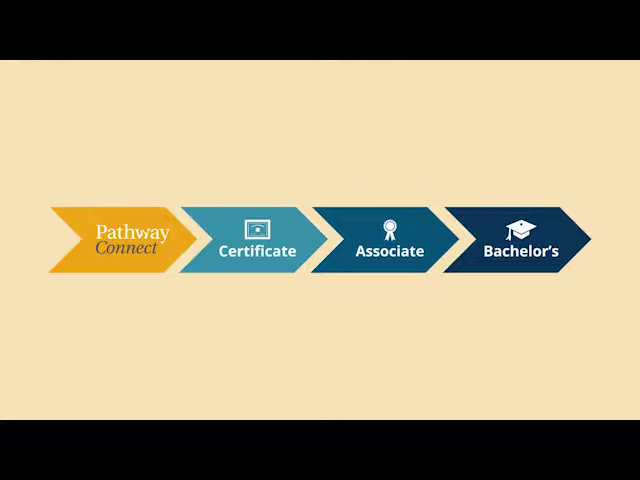 Pathway
Connect
Certificate
Associate
Bachelor's